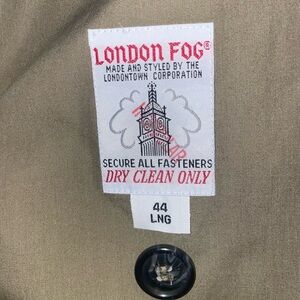 LONDON FOG®
MADE AND STYLED BY THE
LONDONTOWN CORPORATION
SECURE ALL FASTENERS
DRY CLEAN ONLY
44
LNG